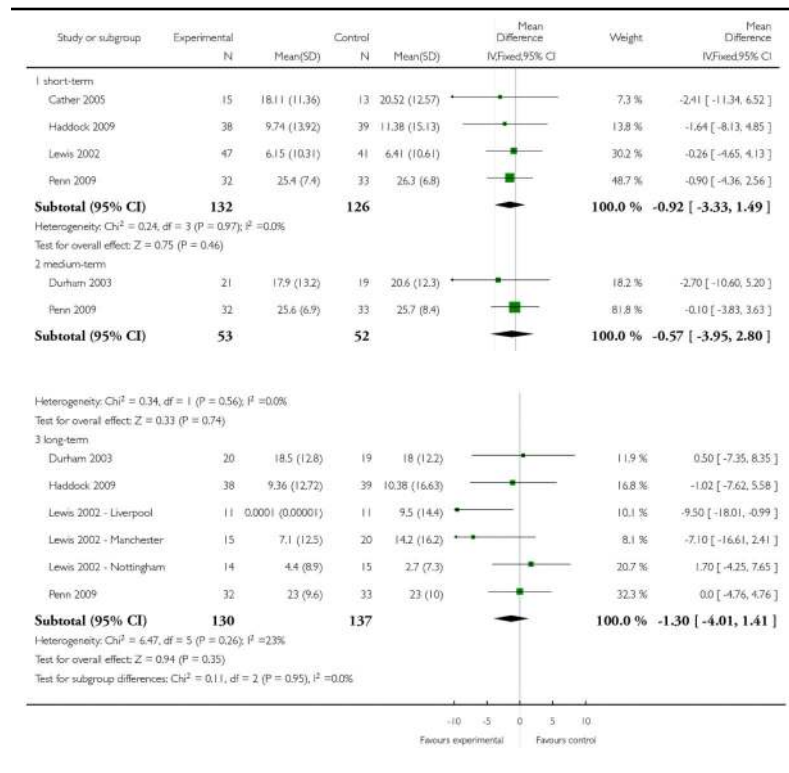 Study or subgroup Experimental Control Mean Difference Weight Mean Difference
N Mean(SD) N Mean(SD) IV,Fixed,95% CI IV,Fixed,95% CI
1 short-term
Cather 2005 15 18.11 (11.36) 13 20.52 (12.57) 7.3 % -2.41 [ -11.34, 6.52 ]
Haddock 2009 38 9.74 (13.92) 39 11.38 (15.13) 13.8 % -1.64 [ -8.13, 4.85 ]
Lewis 2002 47 6.15 (10.31) 41 6.41 (10.61) 30.2 % -0.26 [ -4.65, 4.13 ]
Penn 2009 32 25.4 (7.4) 33 26.3 (6.8) 48.7 % -0.90 [ -4.36, 2.56 ]
Subtotal (95% CI) 132 126 100.0 % -0.92 [ -3.33, 1.49 ]
Heterogeneity: Chi² = 0.24, df = 3 (P = 0.97); I² =0.0%
Test for overall effect: Z = 0.75 (P = 0.46)
2 medium-term
Durham 2003 21 17.9 (13.2) 19 20.6 (12.3) 18.2 % -2.70 [ -10.60, 5.20 ]
Penn 2009 32 25.6 (6.9) 33 25.7 (8.4) 81.8 % -0.10 [ -3.83, 3.63 ]
Subtotal (95% CI) 53 52 100.0 % -0.57 [ -3.95, 2.80 ]
Heterogeneity: Chi² = 0.34, df = 1 (P = 0.56); I² =0.0%
Test for overall effect: Z = 0.33 (P = 0.74)
3 long-term
Durham 2003 20 18.5 (12.8) 19 18 (12.2) 11.9 % 0.50 [ -7.35, 8.35 ]
Haddock 2009 38 9.36 (12.72) 39 10.38 (16.63) 16.8 % -1.02 [ -7.62, 5.58 ]
Lewis 2002 - Liverpool 11 0.0001 (0.00001) 11 9.5 (14.4) 10.1 % -9.50 [ -18.01, -0.99 ]
Lewis 2002 - Manchester 15 7.1 (12.5) 20 14.2 (16.2) 8.1 % -7.10 [ -16.61, 2.41 ]
Lewis 2002 - Nottingham 14 4.4 (8.9) 15 2.7 (7.3) 20.7 % 1.70 [ -4.25, 7.65 ]
Penn 2009 32 23 (9.6) 33 23 (10) 32.3 % 0.0 [ -4.76, 4.76 ]
Subtotal (95% CI) 130 137 100.0 % -1.30 [ -4.01, 1.41 ]
Heterogeneity: Chi² = 6.47, df = 5 (P = 0.26); I² =23%
Test for overall effect: Z = 0.94 (P = 0.35)
Test for subgroup differences: Chi² = 0.11, df = 2 (P = 0.95), I² =0.0%
-10 -5 0 5 10
Favours experimental Favours control